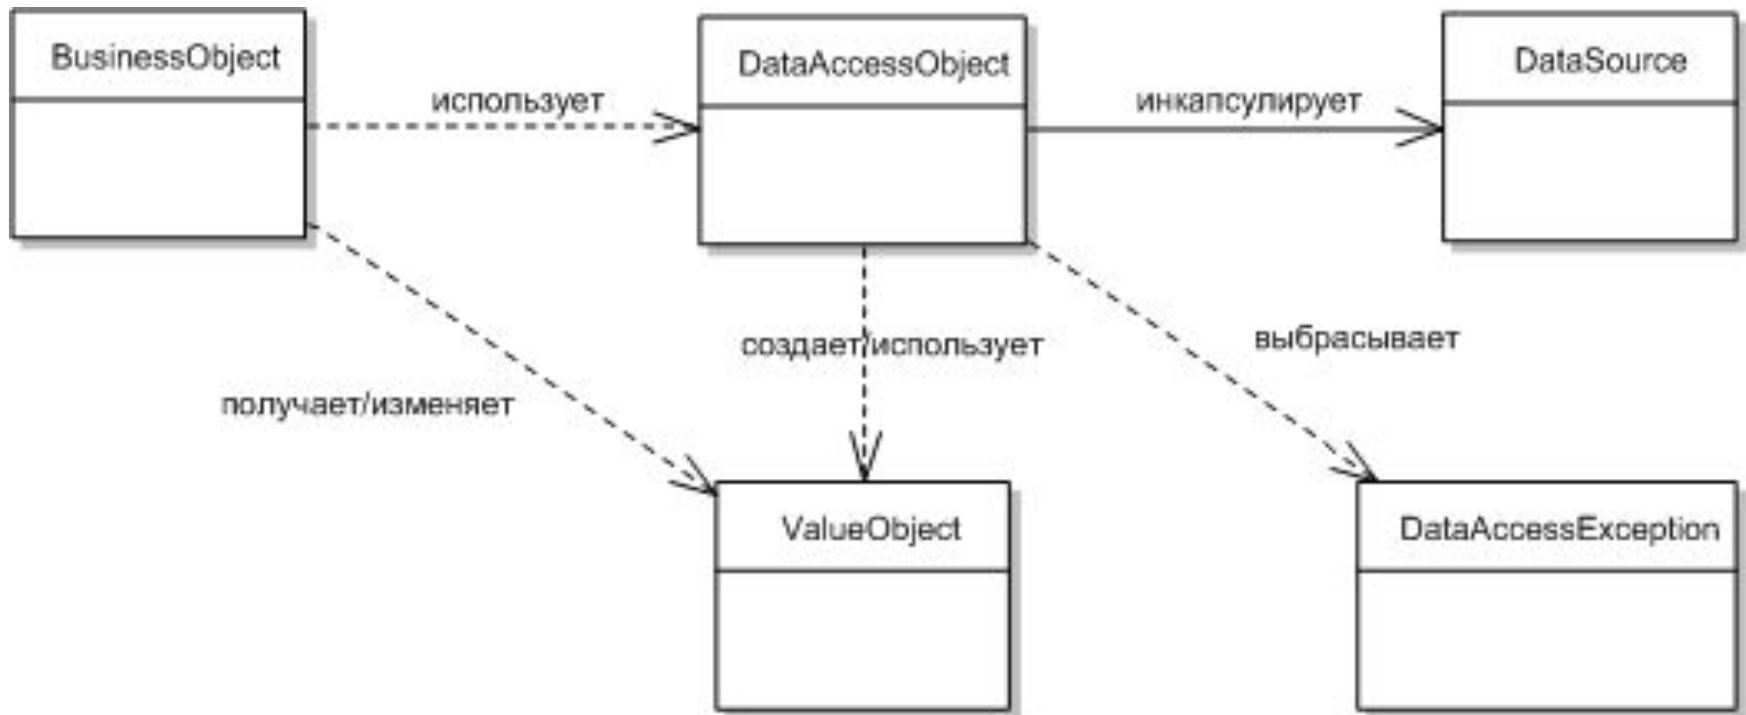 BusinessObject
DataAccessObject
DataSource
использует
инкапсулирует
создает/использует
выбрасывает
получает/изменяет
ValueObject
DataAccessException